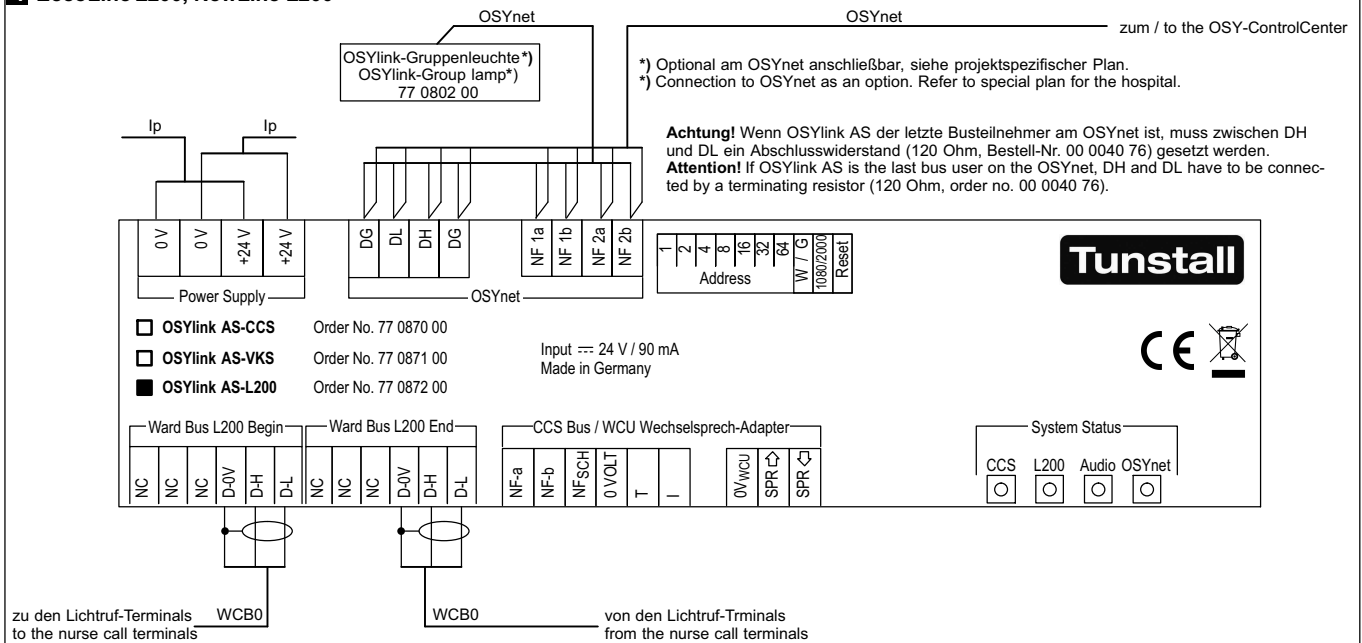 OSYnet
OSYnet
zum / to the OSY-ControlCenter
OSYlink-Gruppenleuchte*)
OSYlink-Group lamp*)
77 0802 00
*) Optional am OSYnet anschließbar, siehe projektspezifischer Plan.
*) Connection to OSYnet as an option. Refer to special plan for the hospital.
Ip
Ip
Achtung! Wenn OSYlink AS der letzte Busteilnehmer am OSYnet ist, muss zwischen DH
und DL ein Abschlusswiderstand (120 Ohm, Bestell-Nr. 00 0040 76) gesetzt werden.
Attention! If OSYlink AS is the last bus user on the OSYnet, DH and DL have to be connec-
ted by a terminating resistor (120 Ohm, order no. 00 0040 76).
0 V
0 V
+24 V
+24 V
Power Supply
DG
DL
DH
DG
NF 1a
NF 1b
NF 2a
NF 2b
OSYnet
1
2
4
8
16
32
64
Address
W / G
1080/2000
Reset
Tunstall
OSYlink AS-CCS Order No. 77 0870 00
OSYlink AS-VKS Order No. 77 0871 00
OSYlink AS-L200 Order No. 77 0872 00
Input 24 V / 90 mA
Made in Germany
CE
Ward Bus L200 Begin
NC
NC
NC
D-0V
D-H
D-L
Ward Bus L200 End
NC
NC
NC
D-0V
D-H
D-L
CCS Bus / WCU Wechselsprech-Adapter
NF-a
NF-b
NFSCH
0 VOLT
T
I
0VWCU
SPR
SPR
System Status
CCS L200 Audio OSYnet
zu den Lichtruf-Terminals
to the nurse call terminals
WCB0
WCB0
von den Lichtruf-Trminals
from the nurse call terminals